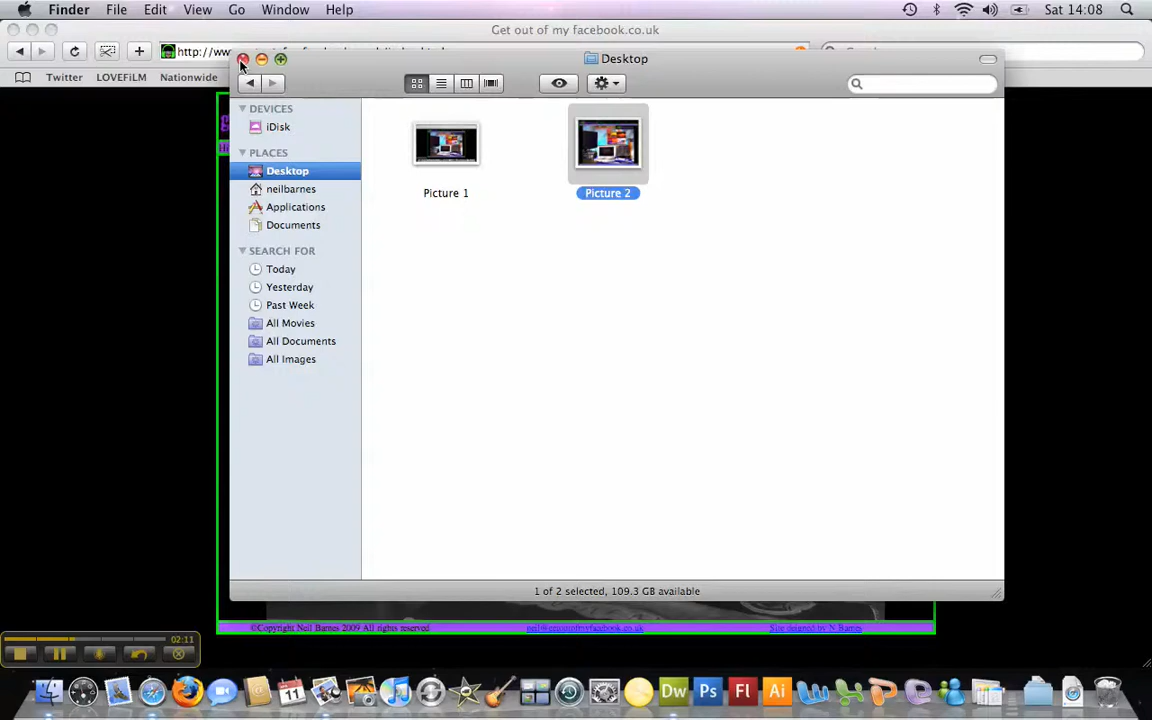 Finder File Edit View Go Window Help Sat 14:08
Get out of my facebook.co.uk
Twitter LOVEFiLM Nationwide
Desktop
DEVICES
iDisk
PLACES
Desktop
neilbarnes
Applications
Documents
SEARCH FOR
Today
Yesterday
Past Week
All Movies
All Documents
All Images
Picture 1 Picture 2
1 of 2 selected, 109.3 GB available
©Copyright Neil Barnes 2009 All rights reserved Site designed by N Barnes
02:11
11
Dw Ps Fl Ai